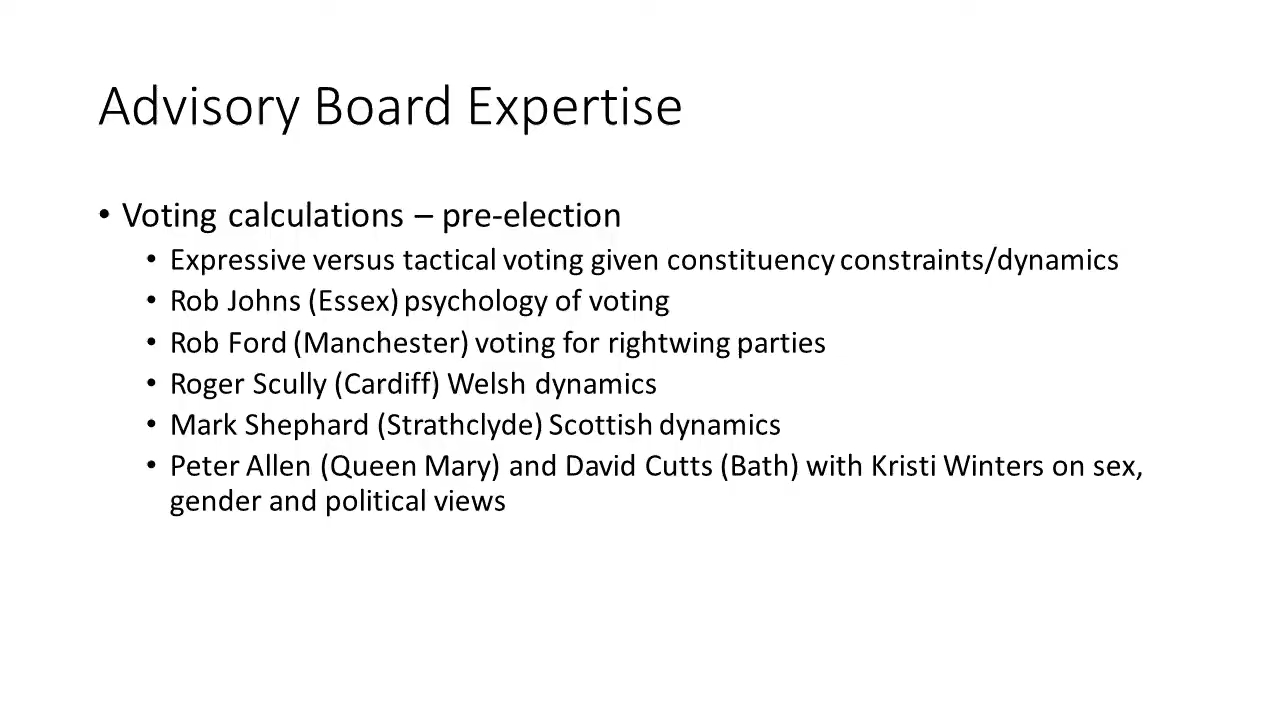 Advisory Board Expertise
• Voting calculations – pre-election
• Expressive versus tactical voting given constituency constraints/dynamics
• Rob Johns (Essex) psychology of voting
• Rob Ford (Manchester) voting for rightwing parties
• Roger Scully (Cardiff) Welsh dynamics
• Mark Shephard (Strathclyde) Scottish dynamics
• Peter Allen (Queen Mary) and David Cutts (Bath) with Kristi Winters on sex,
gender and political views